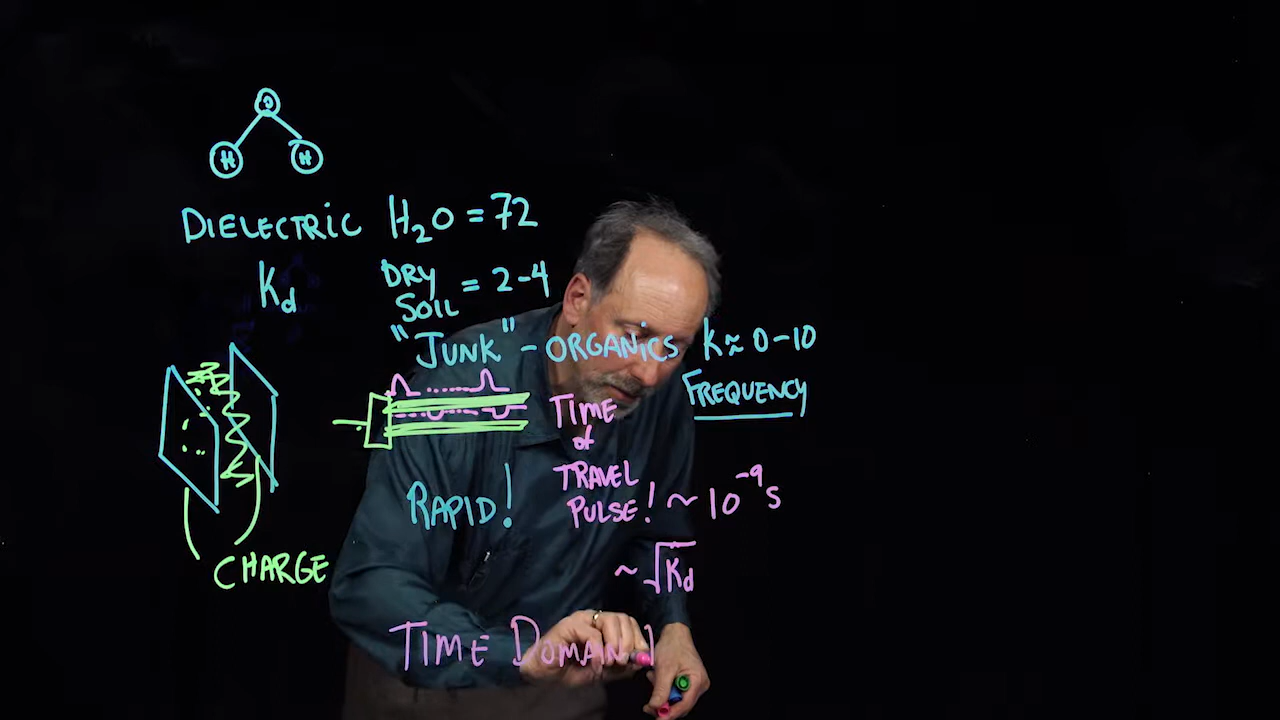 O
H H
DIELECTRIC H₂O = 72
Kd
DRY SOIL = 2-4
"JUNK" - ORGANICS K ≈ 0-10
FREQUENCY
TIME
of
TRAVEL
PULSE! ~ 10⁻⁹ S
RAPID!
CHARGE
~ √Kd
TIME DOMAIN